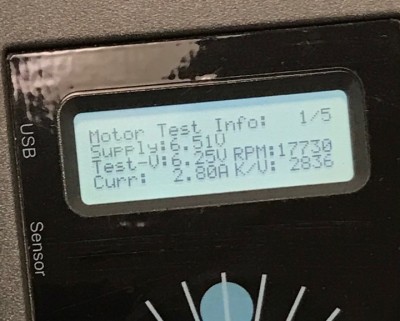 Motor Test Info: 1/5
Supply:6.51V
Test-V:6.25V RPM:17730
Curr: 2.80A K/V: 2836
USB
Sensor